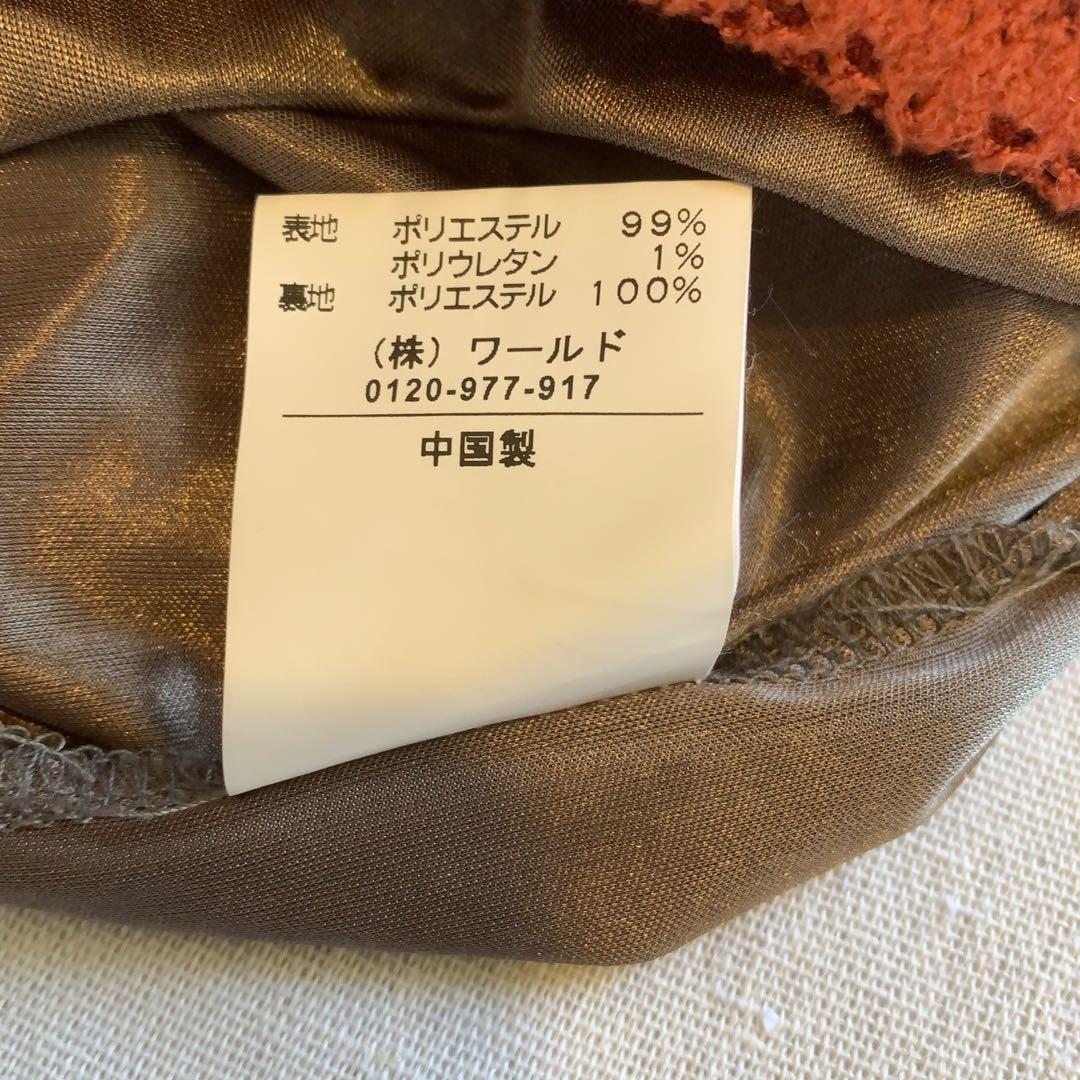 表地 ポリエステル 99%
ポリウレタン 1%
裏地 ポリエステル 100%
(株) ワールド
0120-977-917
中国製